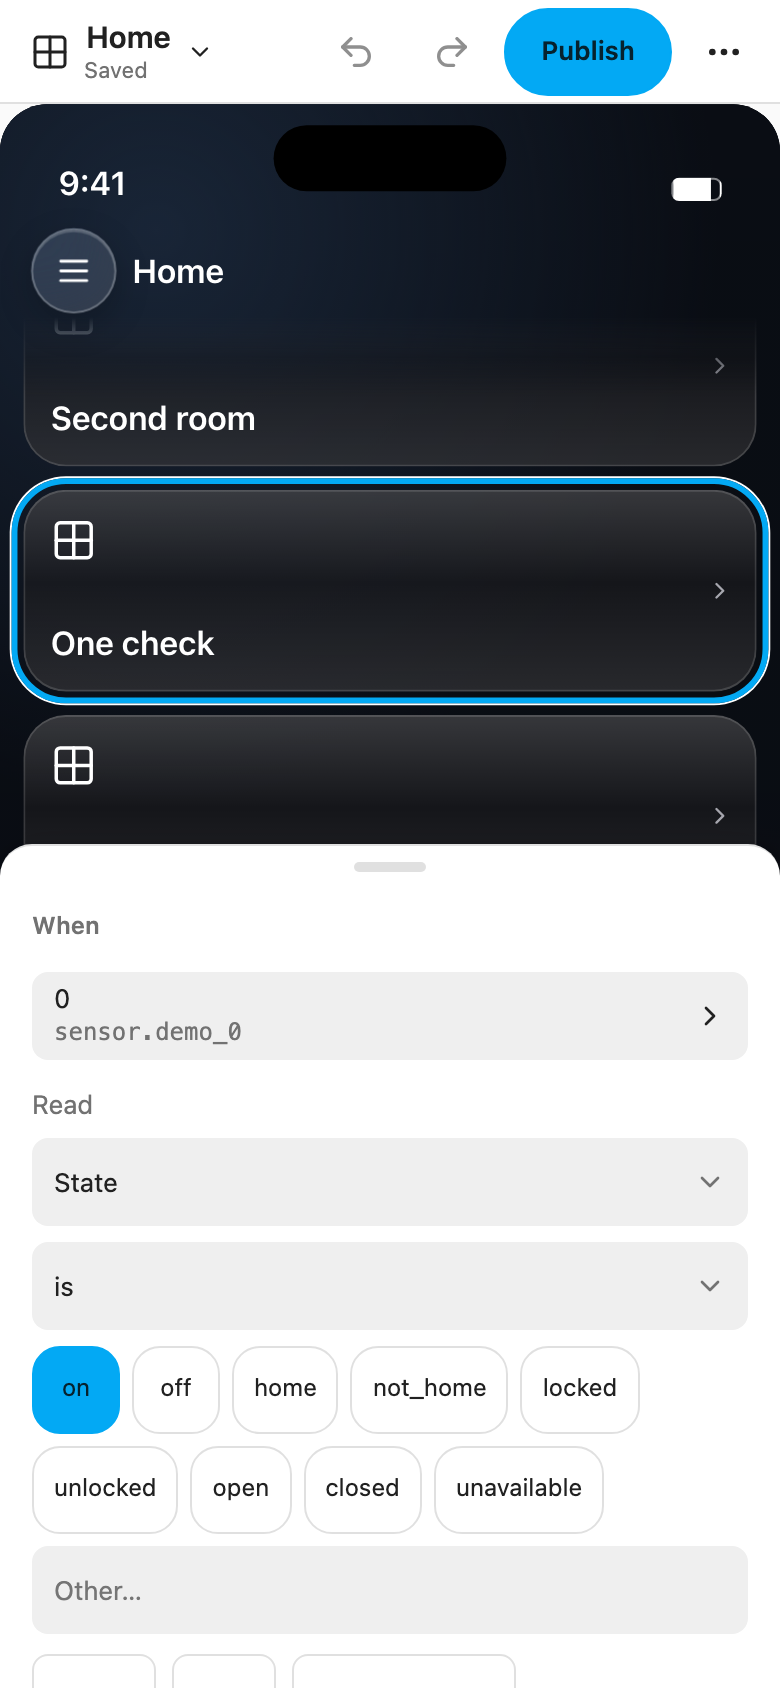 Home
Saved
Publish
9:41
Home
Second room
One check
When
0
sensor.demo_0
Read
State
is
on off home not_home locked
unlocked open closed unavailable
Other...